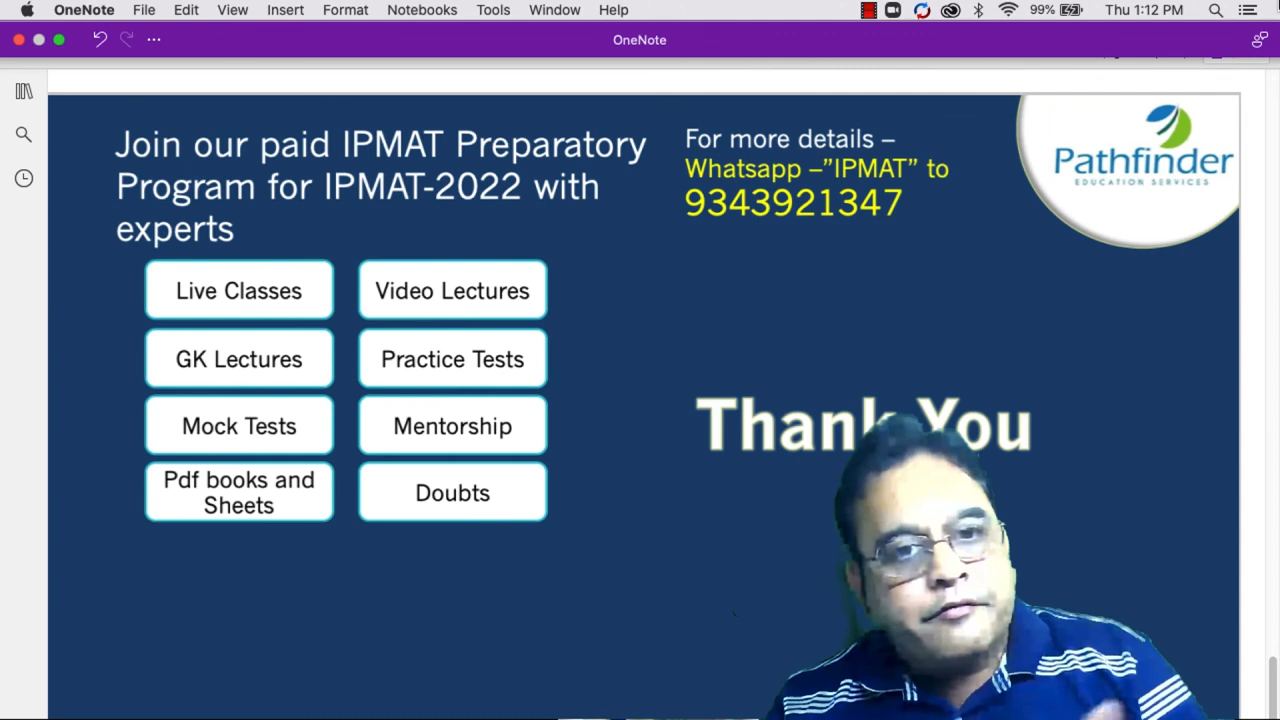 OneNote File Edit View Insert Format Notebooks Tools Window Help 99% Thu 1:12 PM
OneNote
Join our paid IPMAT Preparatory
Program for IPMAT-2022 with
experts
For more details –
Whatsapp –”IPMAT” to
9343921347
Pathfinder
EDUCATION SERVICES
Live Classes
Video Lectures
GK Lectures
Practice Tests
Mock Tests
Mentorship
Pdf books and
Sheets
Doubts
Thank You